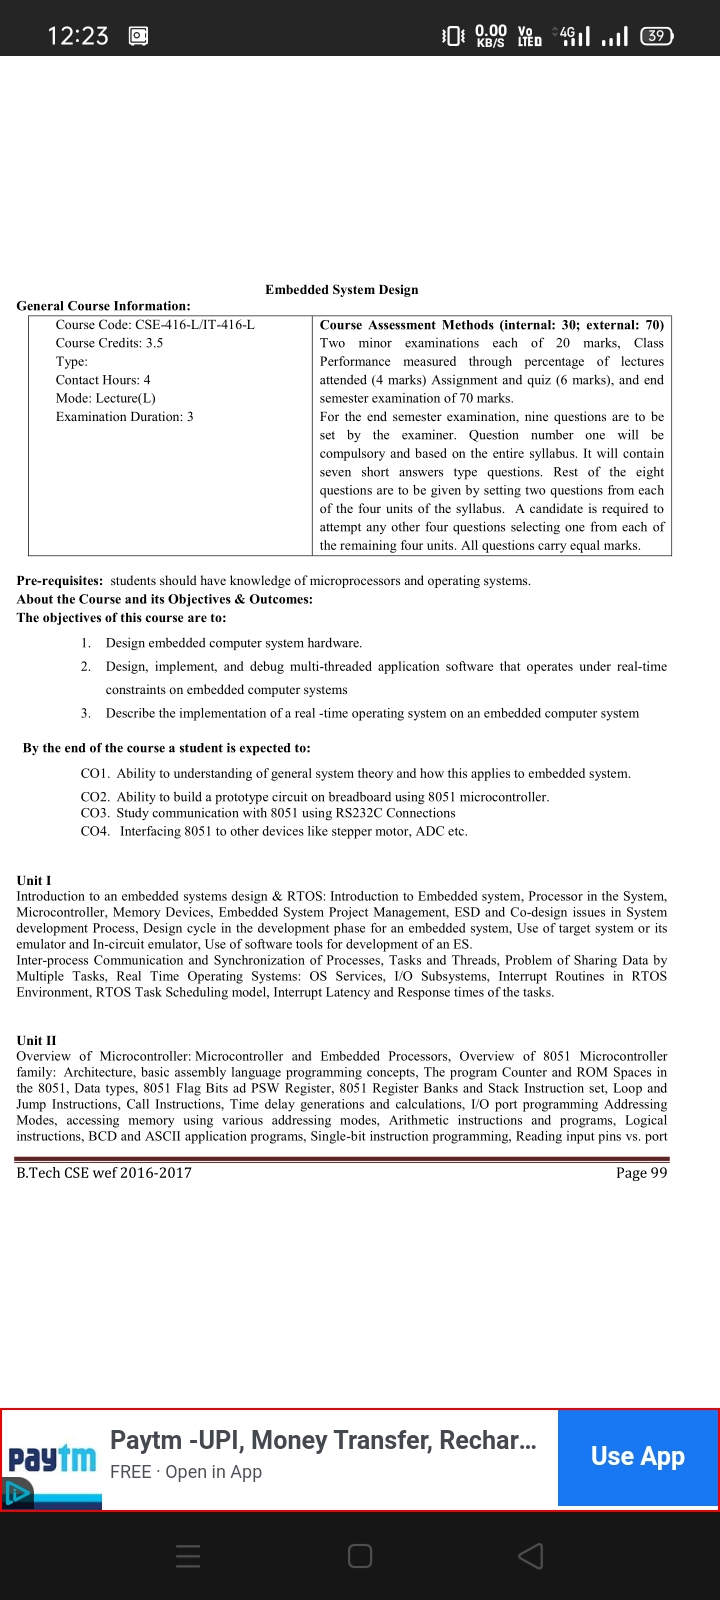 12:23
0.00 KB/S Vo LTED 4G 39
Embedded System Design
General Course Information:
Course Code: CSE-416-L/IT-416-L
Course Credits: 3.5
Type:
Contact Hours: 4
Mode: Lecture(L)
Examination Duration: 3
Course Assessment Methods (internal: 30; external: 70)
Two minor examinations each of 20 marks, Class
Performance measured through percentage of lectures
attended (4 marks) Assignment and quiz (6 marks), and end
semester examination of 70 marks.
For the end semester examination, nine questions are to be
set by the examiner. Question number one will be
compulsory and based on the entire syllabus. It will contain
seven short answers type questions. Rest of the eight
questions are to be given by setting two questions from each
of the four units of the syllabus. A candidate is required to
attempt any other four questions selecting one from each of
the remaining four units. All questions carry equal marks.
Pre-requisites: students should have knowledge of microprocessors and operating systems.
About the Course and its Objectives & Outcomes:
The objectives of this course are to:
1. Design embedded computer system hardware.
2. Design, implement, and debug multi-threaded application software that operates under real-time
constraints on embedded computer systems
3. Describe the implementation of a real -time operating system on an embedded computer system
By the end of the course a student is expected to:
CO1. Ability to understanding of general system theory and how this applies to embedded system.
CO2. Ability to build a prototype circuit on breadboard using 8051 microcontroller.
CO3. Study communication with 8051 using RS232C Connections
CO4. Interfacing 8051 to other devices like stepper motor, ADC etc.
Unit I
Introduction to an embedded systems design & RTOS: Introduction to Embedded system, Processor in the System,
Microcontroller, Memory Devices, Embedded System Project Management, ESD and Co-design issues in System
development Process, Design cycle in the development phase for an embedded system, Use of target system or its
emulator and In-circuit emulator, Use of software tools for development of an ES.
Inter-process Communication and Synchronization of Processes, Tasks and Threads, Problem of Sharing Data by
Multiple Tasks, Real Time Operating Systems: OS Services, I/O Subsystems, Interrupt Routines in RTOS
Environment, RTOS Task Scheduling model, Interrupt Latency and Response times of the tasks.
Unit II
Overview of Microcontroller: Microcontroller and Embedded Processors, Overview of 8051 Microcontroller
family: Architecture, basic assembly language programming concepts, The program Counter and ROM Spaces in
the 8051, Data types, 8051 Flag Bits ad PSW Register, 8051 Register Banks and Stack Instruction set, Loop and
Jump Instructions, Call Instructions, Time delay generations and calculations, I/O port programming Addressing
Modes, accessing memory using various addressing modes, Arithmetic instructions and programs, Logical
instructions, BCD and ASCII application programs, Single-bit instruction programming, Reading input pins vs. port
B.Tech CSE wef 2016-2017 Page 99
paytm
Paytm -UPI, Money Transfer, Rechar...
FREE · Open in App
Use App